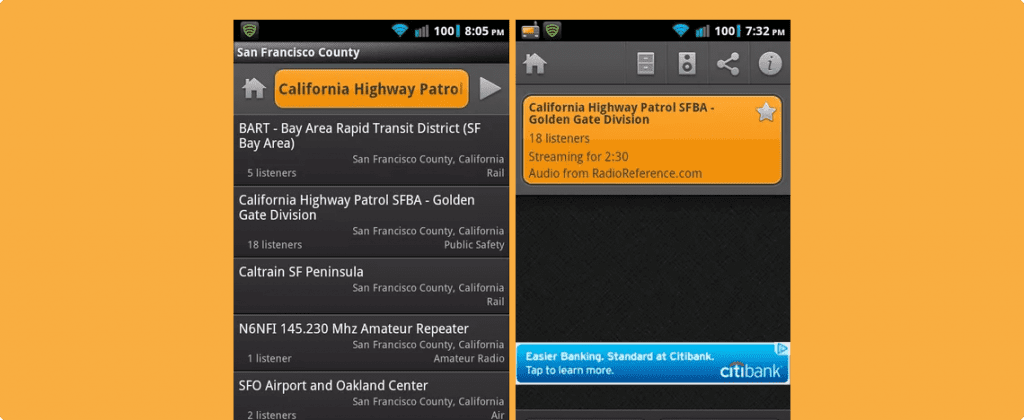 100 8:05 PM
San Francisco County
California Highway Patro
BART - Bay Area Rapid Transit District (SF
Bay Area)
San Francisco County, California
5 listeners Rail
California Highway Patrol SFBA - Golden
Gate Division
San Francisco County, California
18 listeners Public Safety
Caltrain SF Peninsula
San Francisco County, California
Rail
N6NFI 145.230 Mhz Amateur Repeater
San Francisco County, California
1 listener Amateur Radio
SFO Airport and Oakland Center
San Francisco County, California
2 listeners Air
100 7:32 PM
California Highway Patrol SFBA -
Golden Gate Division
18 listeners
Streaming for 2:30
Audio from RadioReference.com
Easier Banking. Standard at Citibank.
Tap to learn more.
citibank